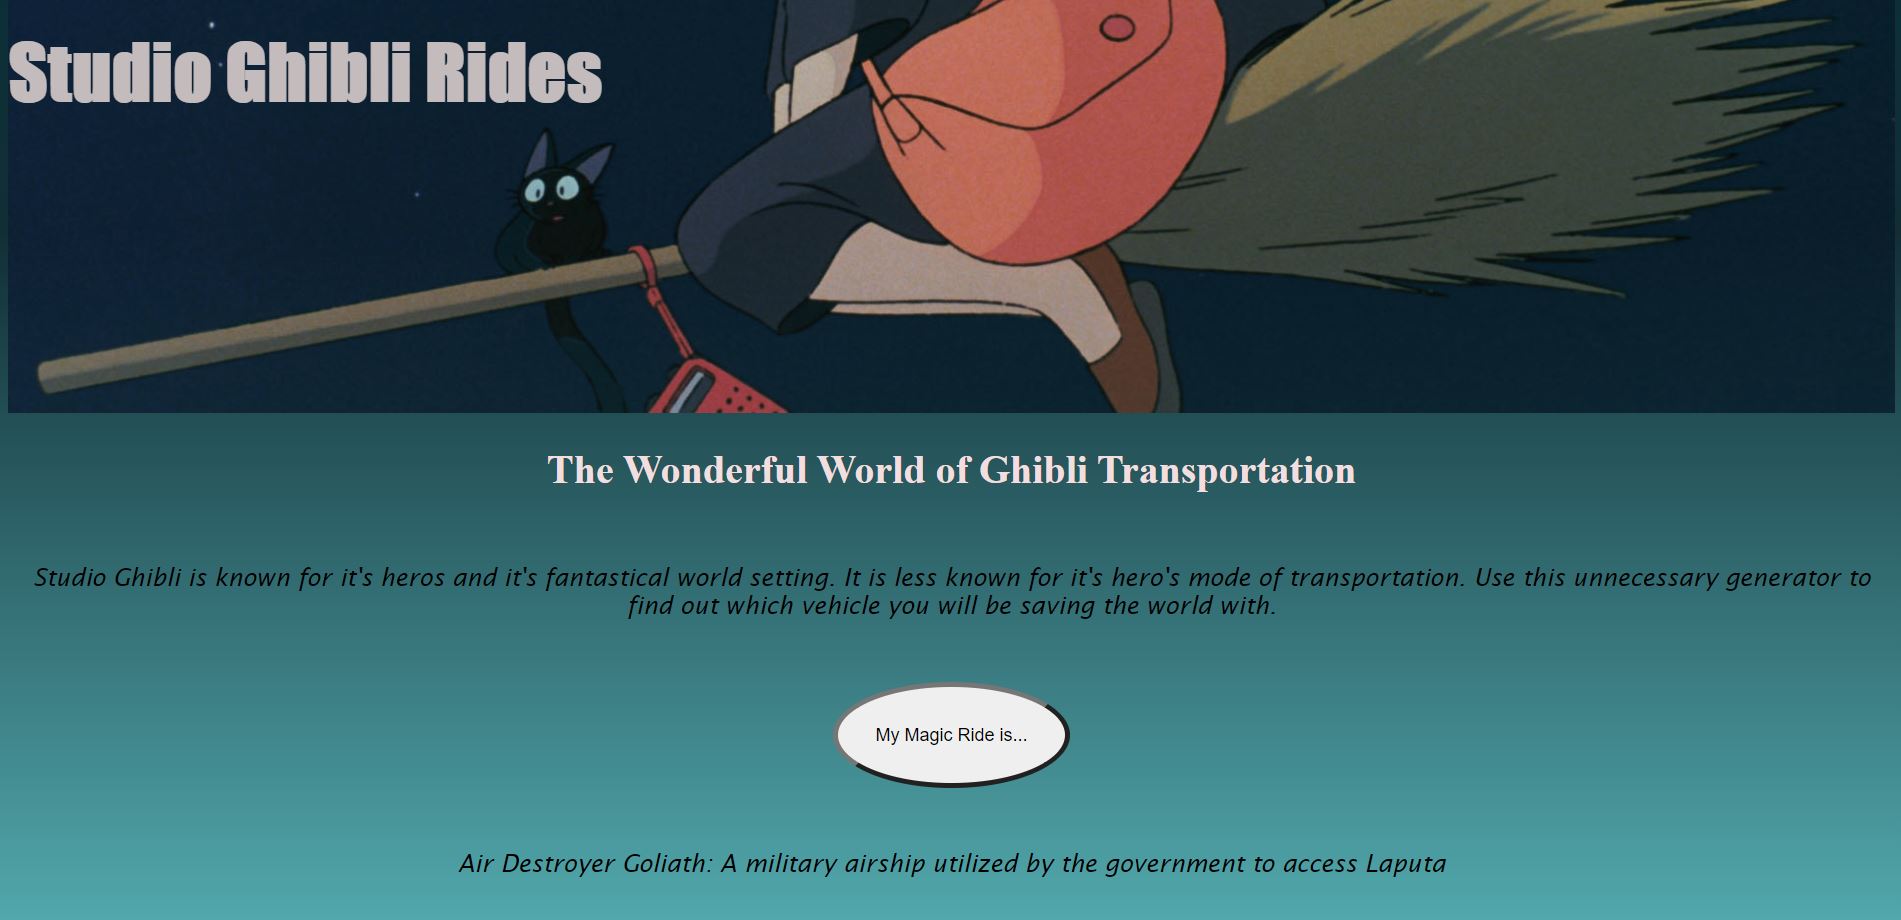 Studio Ghibli Rides
The Wonderful World of Ghibli Transportation
Studio Ghibli is known for it's heros and it's fantastical world setting. It is less known for it's hero's mode of transportation. Use this unnecessary generator to
find out which vehicle you will be saving the world with.
My Magic Ride is...
Air Destroyer Goliath: A military airship utilized by the government to access Laputa